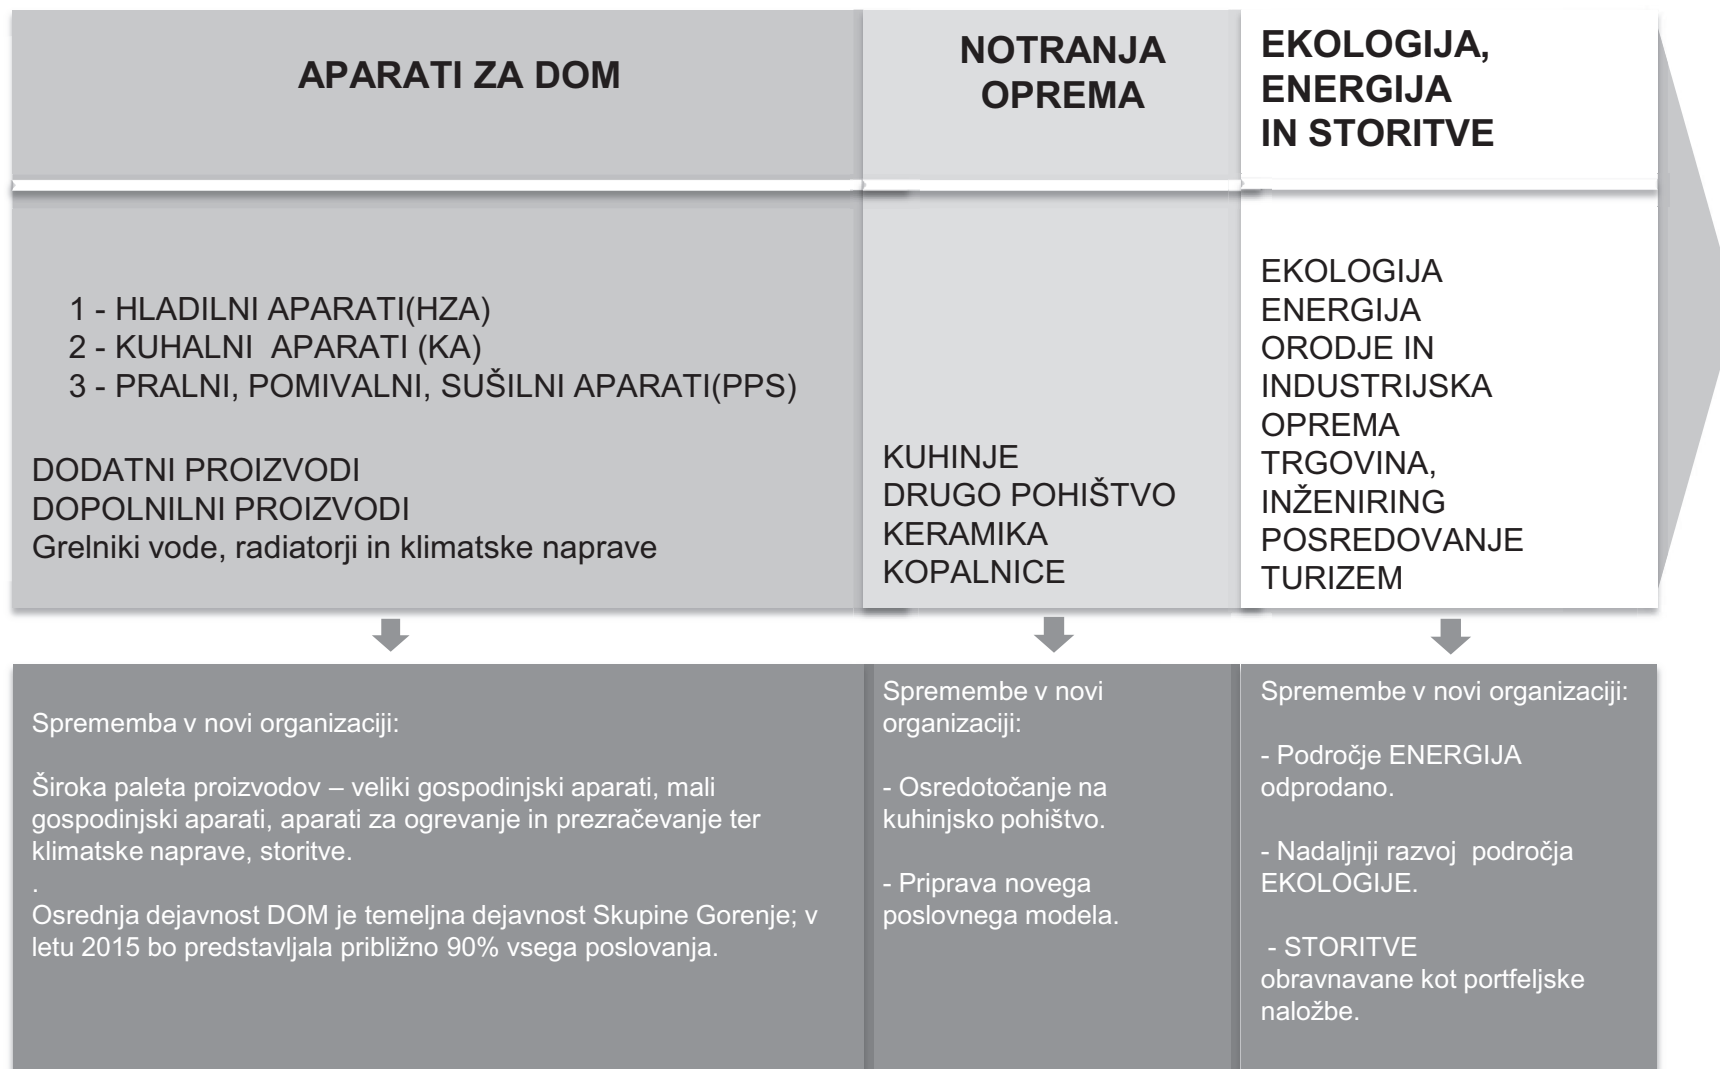 APARATI ZA DOM
1 - HLADILNI APARATI(HZA)
2 - KUHALNI  APARATI (KA)
3 - PRALNI, POMIVALNI, SUŠILNI APARATI(PPS)
DODATNI PROIZVODI
DOPOLNILNI PROIZVODI
Grelniki vode, radiatorji in klimatske naprave
NOTRANJA
OPREMA
KUHINJE
DRUGO POHIŠTVO
KERAMIKA
KOPALNICE
EKOLOGIJA,
ENERGIJA
IN STORITVE
EKOLOGIJA
ENERGIJA
ORODJE IN
INDUSTRIJSKA
OPREMA
TRGOVINA,
INŽENIRING
POSREDOVANJE
TURIZEM
Sprememba v novi organizaciji:
Široka paleta proizvodov – veliki gospodinjski aparati, mali
gospodinjski aparati, aparati za ogrevanje in prezračevanje ter
klimatske naprave, storitve.
.
Osrednja dejavnost DOM je temeljna dejavnost Skupine Gorenje; v
letu 2015 bo predstavljala približno 90% vsega poslovanja.
Spremembe v novi
organizaciji:
- Osredotočanje na
kuhinjsko pohištvo.
- Priprava novega
poslovnega modela.
Spremembe v novi organizaciji:
- Področje ENERGIJA
odprodano.
- Nadaljnji razvoj  področja
EKOLOGIJE.
- STORITVE
obravnavane kot portfeljske
naložbe.